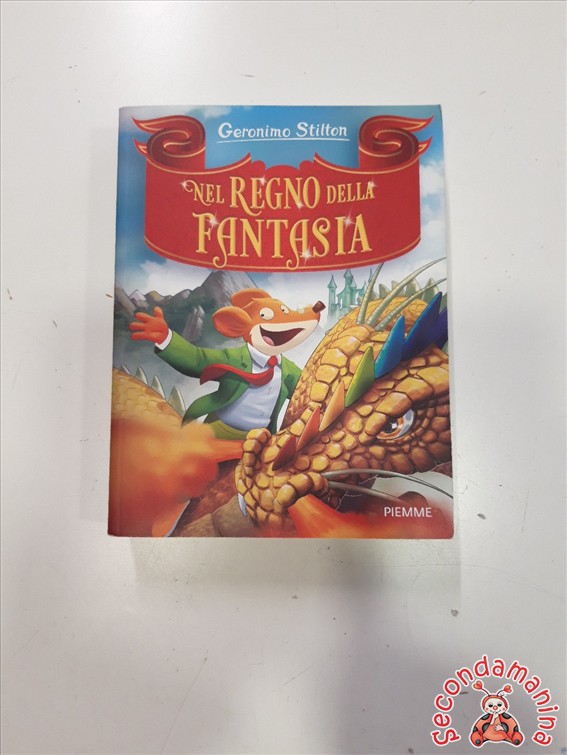 Geronimo Stilton
NEL REGNO DELLA
FANTASIA
PIEMME
Secondamanina